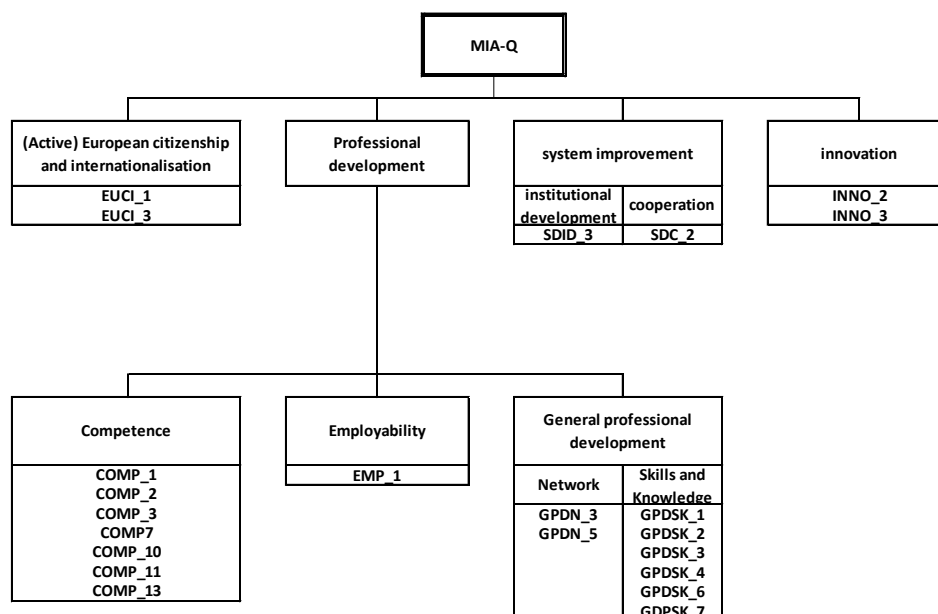 MIA-Q
(Active) European citizenship
and internationalisation
EUCI_1
EUCI_3
Professional
development
system improvement
institutional
development
SDID_3
cooperation
SDC_2
innovation
INNO_2
INNO_3
Competence
COMP_1
COMP_2
COMP_3
COMP7
COMP_10
COMP_11
COMP_13
Employability
EMP_1
General professional
development
Network
GPDN_3
GPDN_5
Skills and
Knowledge
GPDSK_1
GPDSK_2
GPDSK_3
GPDSK_4
GPDSK_6
GDPSK_7